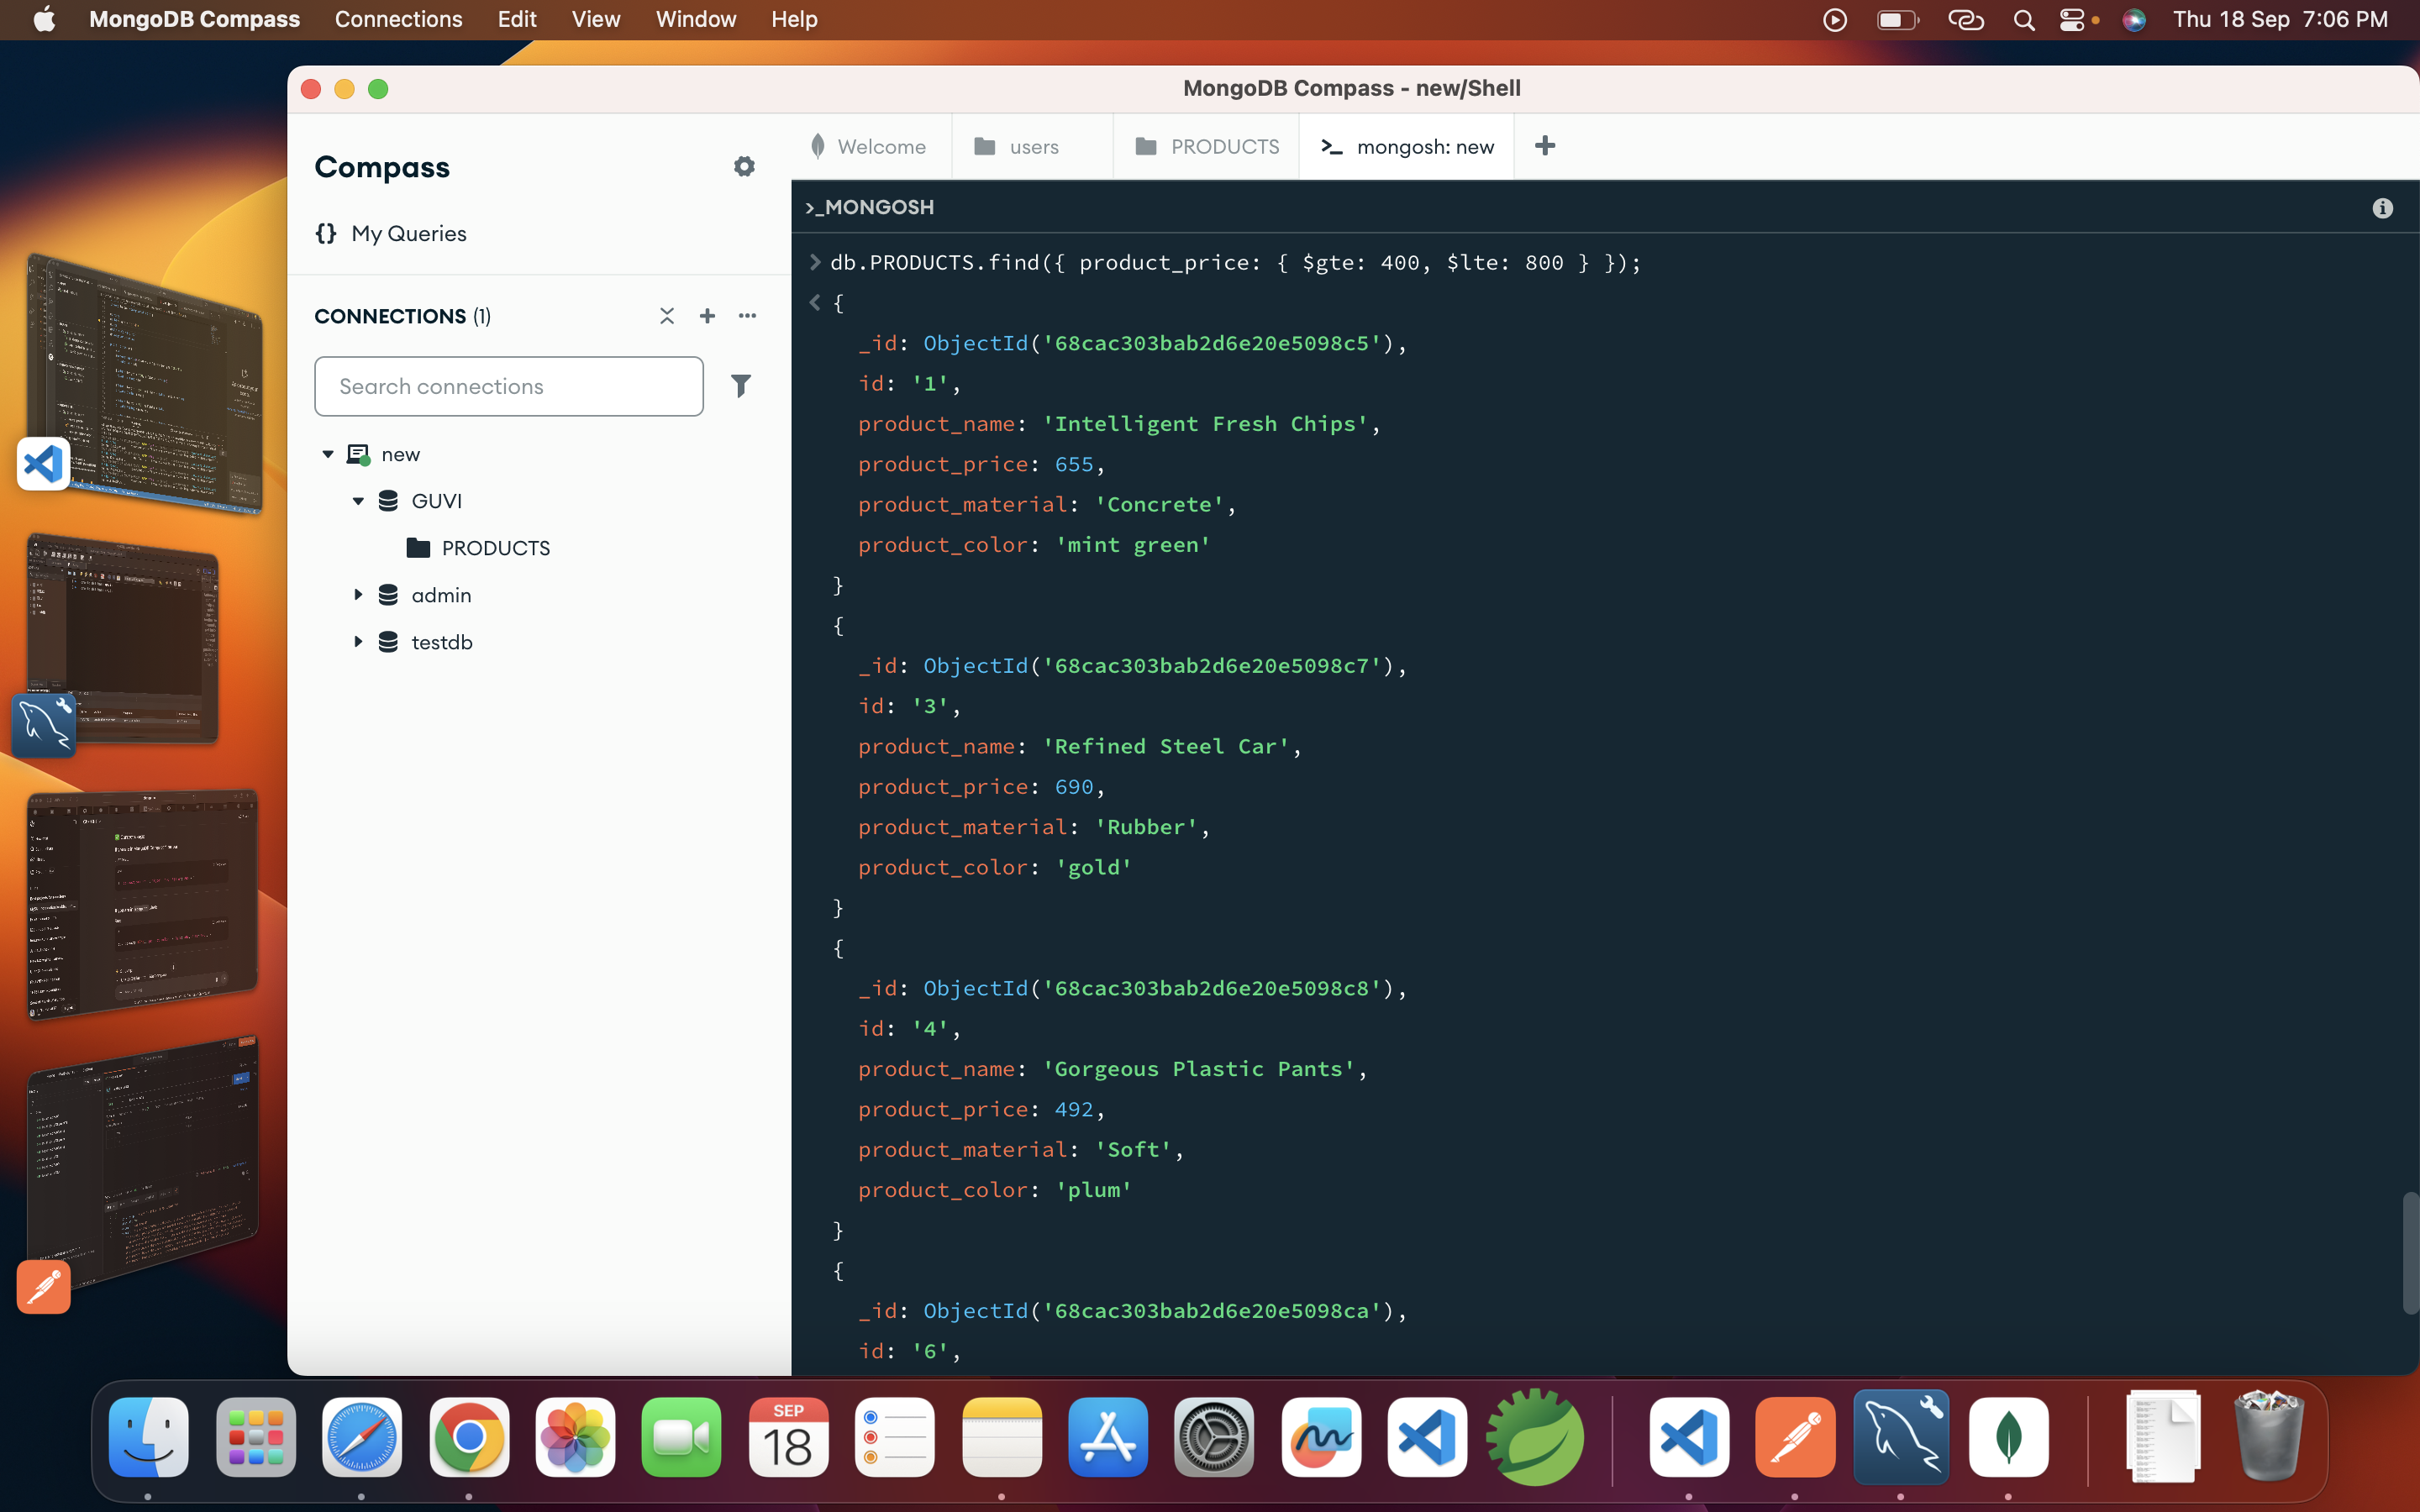 MongoDB Compass Connections Edit View Window Help Thu 18 Sep 7:06 PM
MongoDB Compass - new/Shell
Compass
My Queries
CONNECTIONS (1)
Search connections
new
GUVI
PRODUCTS
admin
testdb
Welcome users PRODUCTS >_ mongosh: new
>_MONGOSH
> db.PRODUCTS.find({ product_price: { $gte: 400, $lte: 800 } });
< {
_id: ObjectId('68cac303bab2d6e20e5098c5'),
id: '1',
product_name: 'Intelligent Fresh Chips',
product_price: 655,
product_material: 'Concrete',
product_color: 'mint green'
}
{
_id: ObjectId('68cac303bab2d6e20e5098c7'),
id: '3',
product_name: 'Refined Steel Car',
product_price: 690,
product_material: 'Rubber',
product_color: 'gold'
}
{
_id: ObjectId('68cac303bab2d6e20e5098c8'),
id: '4',
product_name: 'Gorgeous Plastic Pants',
product_price: 492,
product_material: 'Soft',
product_color: 'plum'
}
{
_id: ObjectId('68cac303bab2d6e20e5098ca'),
id: '6',
SEP
18